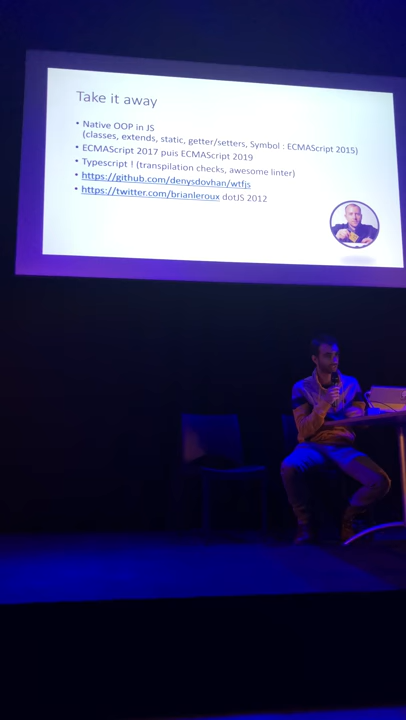 Take it away
• Native OOP in JS
(classes, extends, static, getter/setters, Symbol : ECMAScript 2015)
• ECMAScript 2017 puis ECMAScript 2019
• Typescript ! (transpilation checks, awesome linter)
• https://github.com/denysdovhan/wtfjs
• https://twitter.com/brianleroux dotJS 2012